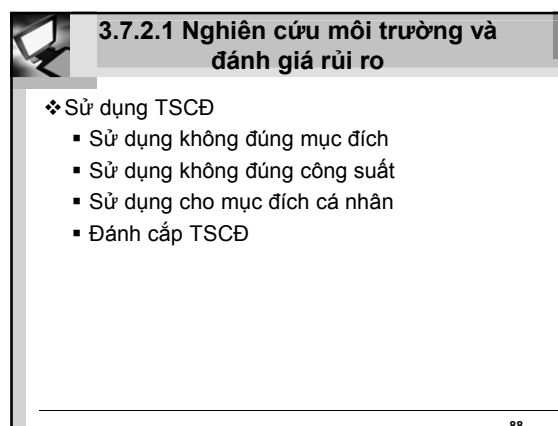 3.7.2.1 Nghiên cứu môi trường và
đánh giá rủi ro
❖Sử dụng TSCĐ
▪ Sử dụng không đúng mục đích
▪ Sử dụng không đúng công suất
▪ Sử dụng cho mục đích cá nhân
▪ Đánh cắp TSCĐ
88